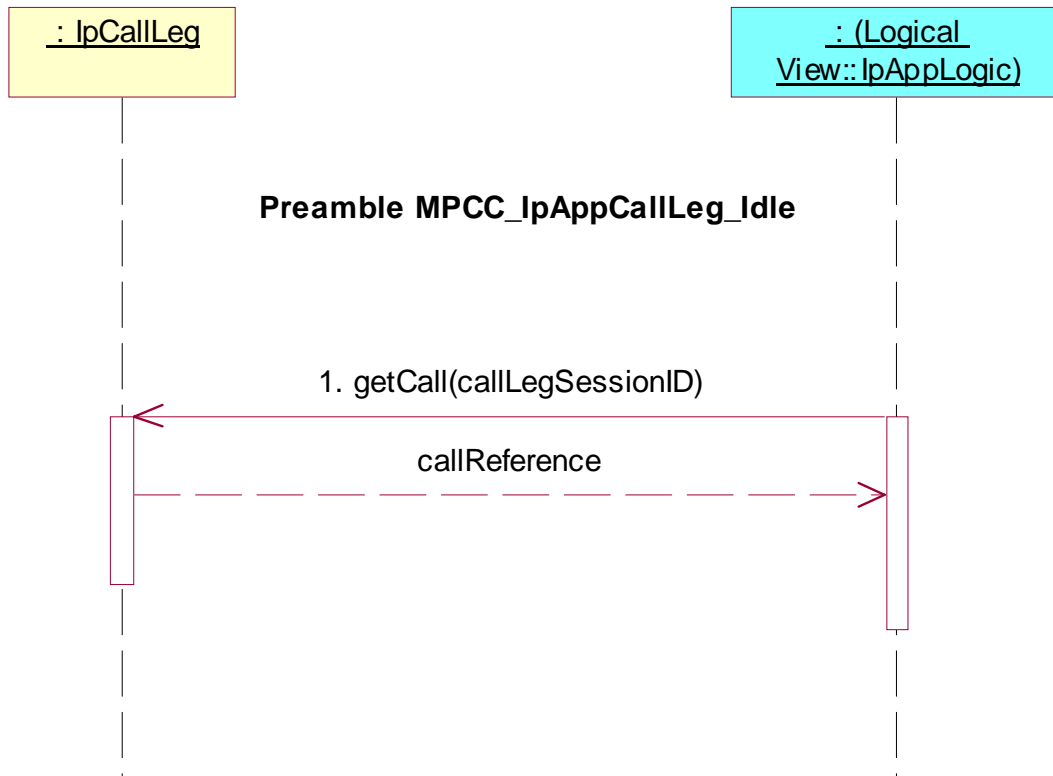 : IpCallLeg
: (Logical
View::IpAppLogic)
Preamble MPCC_IpAppCallLeg_Idle
1. getCall(callLegSessionID)
callReference